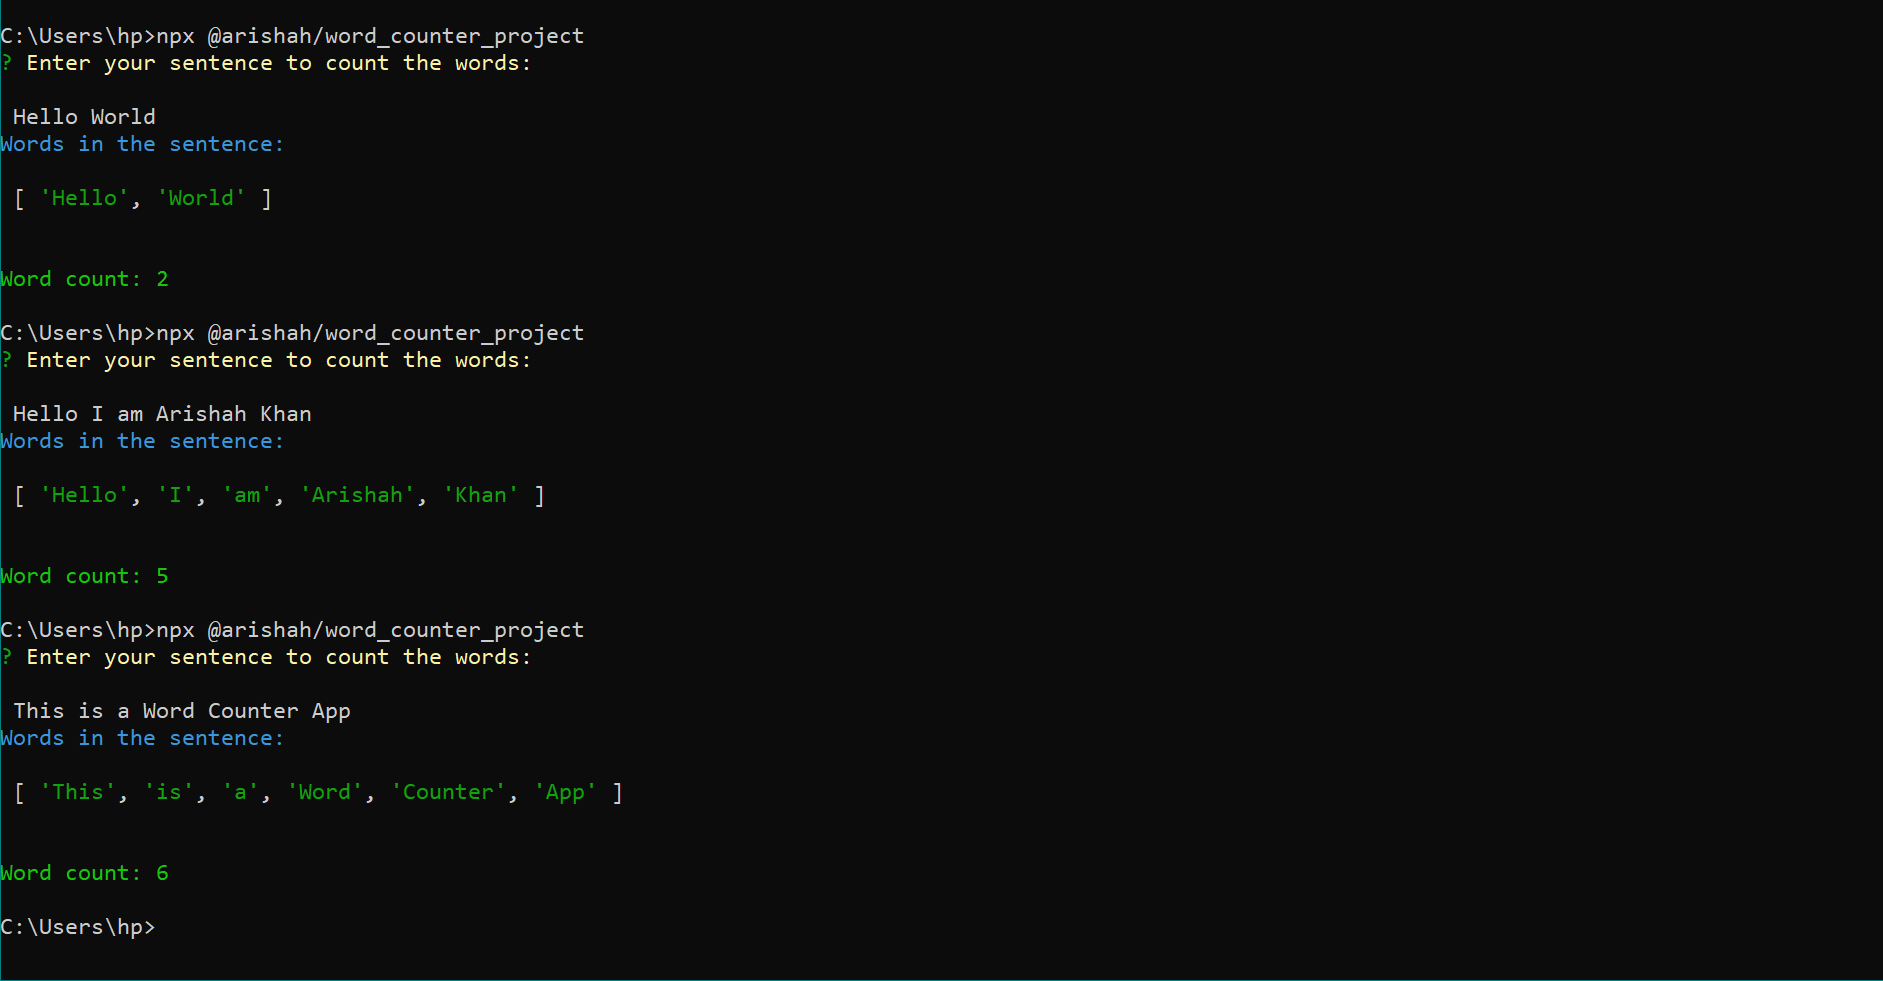 C:\Users\hp>npx @arishah/word_counter_project
? Enter your sentence to count the words:
Hello World
Words in the sentence:
[ 'Hello', 'World' ]
Word count: 2
C:\Users\hp>npx @arishah/word_counter_project
? Enter your sentence to count the words:
Hello I am Arishah Khan
Words in the sentence:
[ 'Hello', 'I', 'am', 'Arishah', 'Khan' ]
Word count: 5
C:\Users\hp>npx @arishah/word_counter_project
? Enter your sentence to count the words:
This is a Word Counter App
Words in the sentence:
[ 'This', 'is', 'a', 'Word', 'Counter', 'App' ]
Word count: 6
C:\Users\hp>